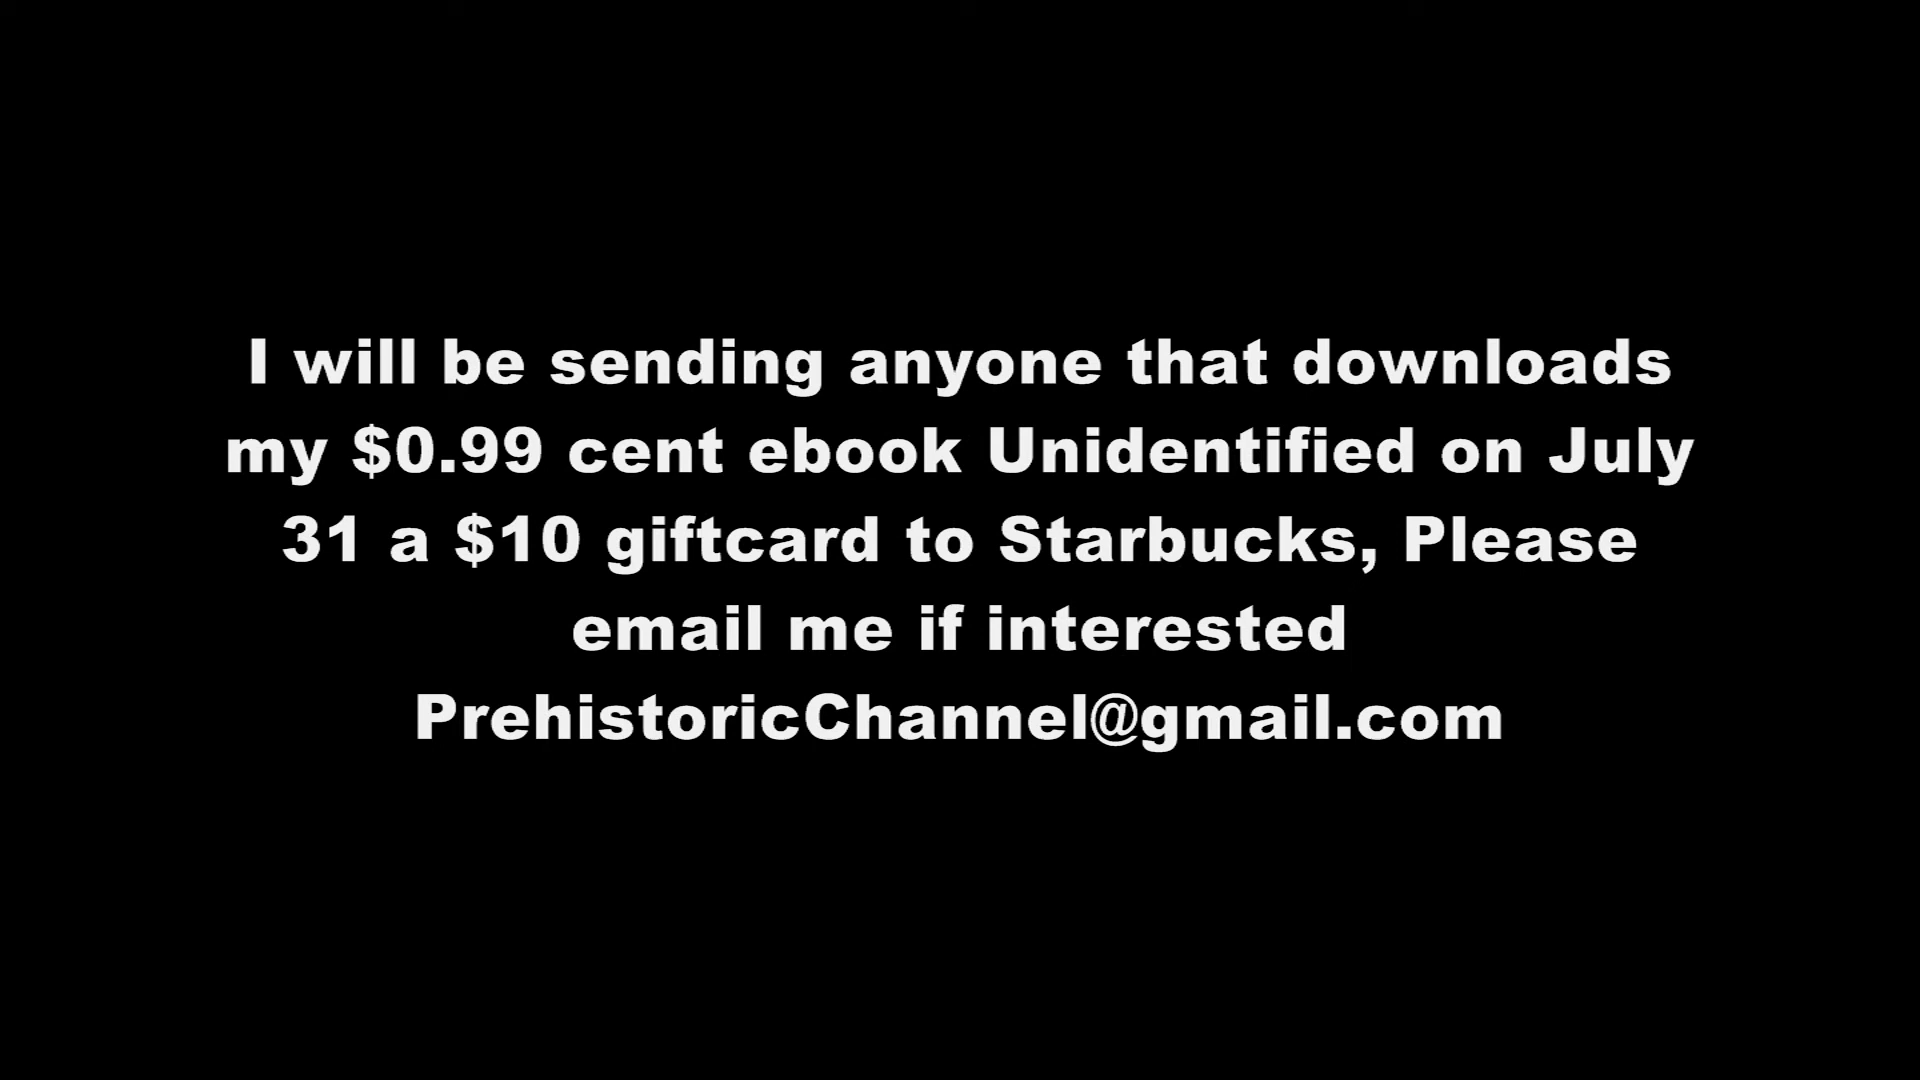 I will be sending anyone that downloads
my $0.99 cent ebook Unidentified on July
31 a $10 giftcard to Starbucks, Please
email me if interested
PrehistoricChannel@gmail.com